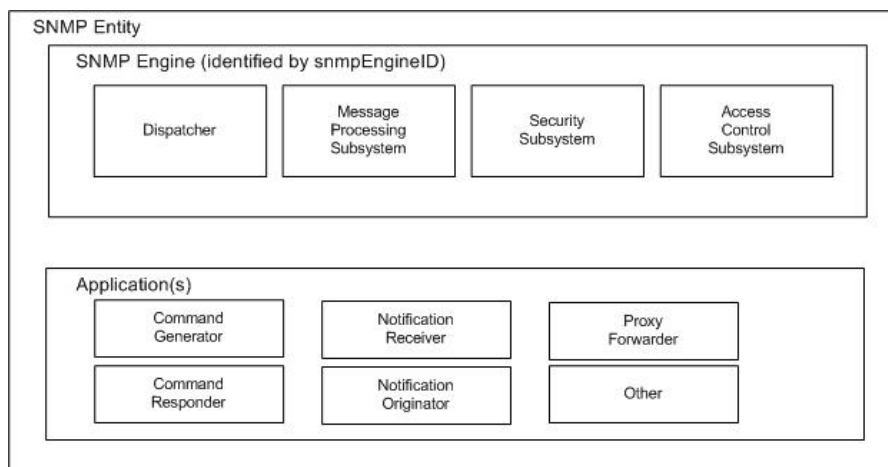 SNMP Entity
SNMP Engine (identified by snmpEngineID)
Dispatcher
Message
Processing
Subsystem
Security
Subsystem
Access
Control
Subsystem
Application(s)
Command
Generator
Notification
Receiver
Proxy
Forwarder
Command
Responder
Notification
Originator
Other